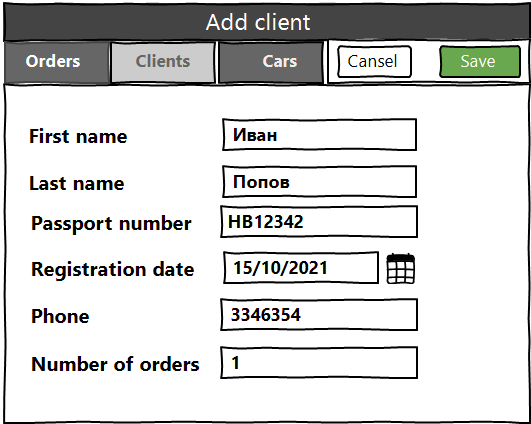 Add client
Orders Clients Cars Cansel Save
First name Иван
Last name Попов
Passport number HB12342
Registration date 15/10/2021
Phone 3346354
Number of orders 1